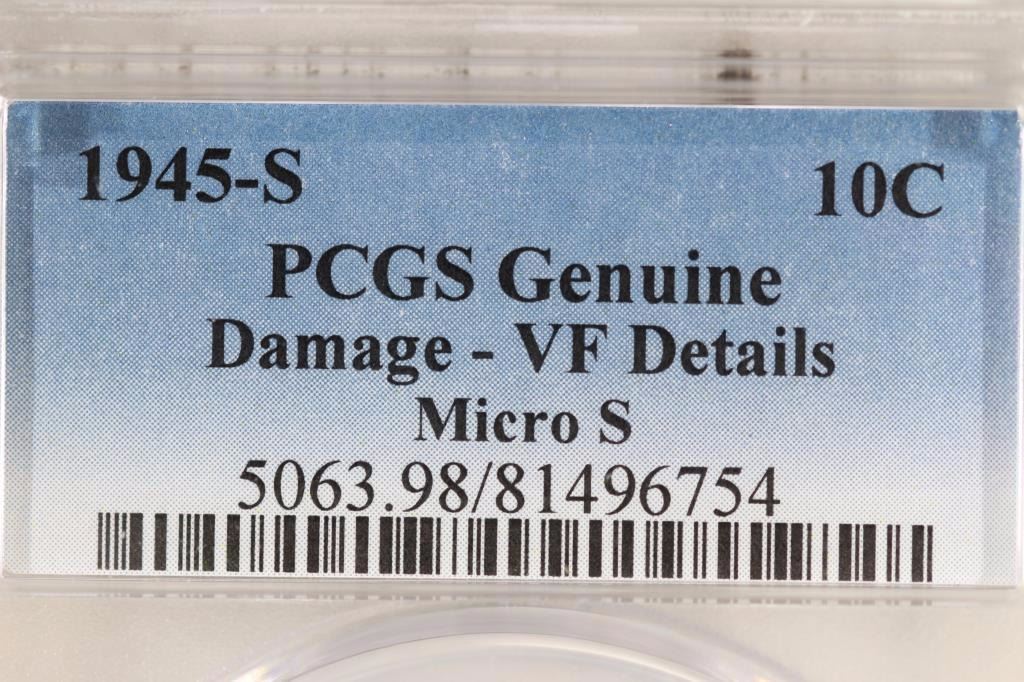 1945-S 10C
PCGS Genuine
Damage - VF Details
Micro S
5063.98/81496754